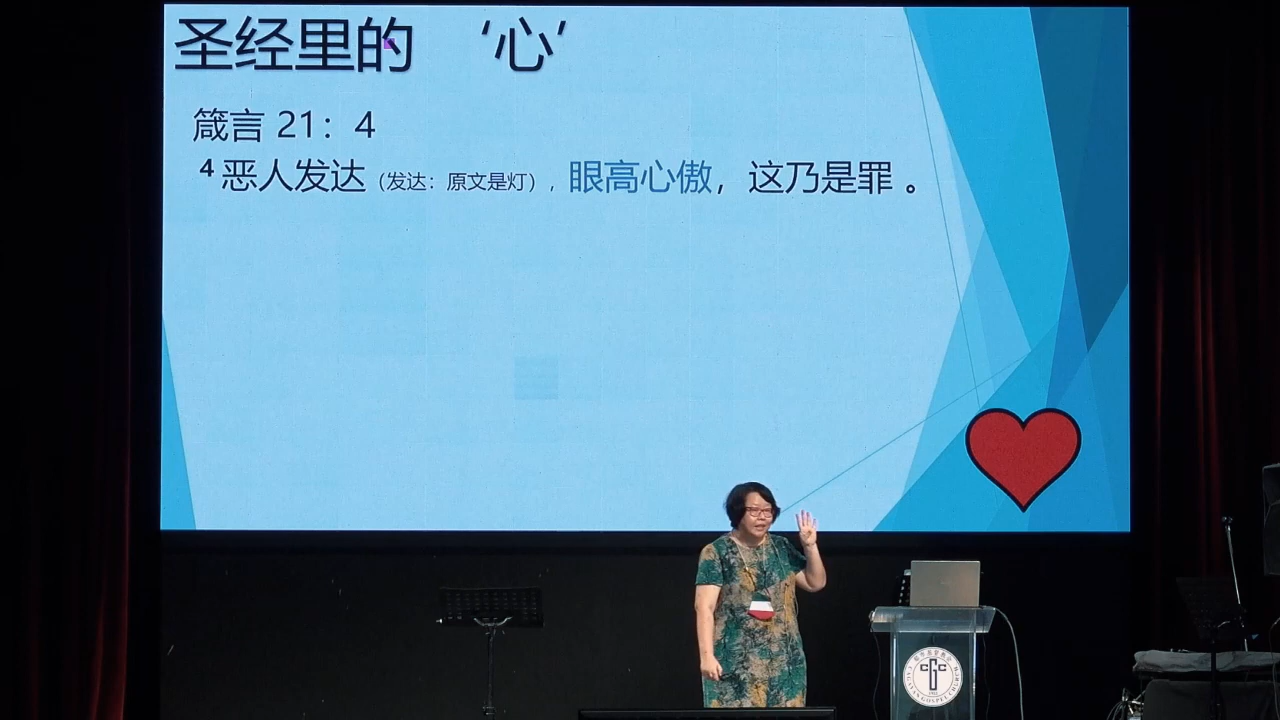 圣经里的 '心'
箴言 21：4
4 恶人发达（发达：原文是灯），眼高心傲，这乃是罪 。
CGC